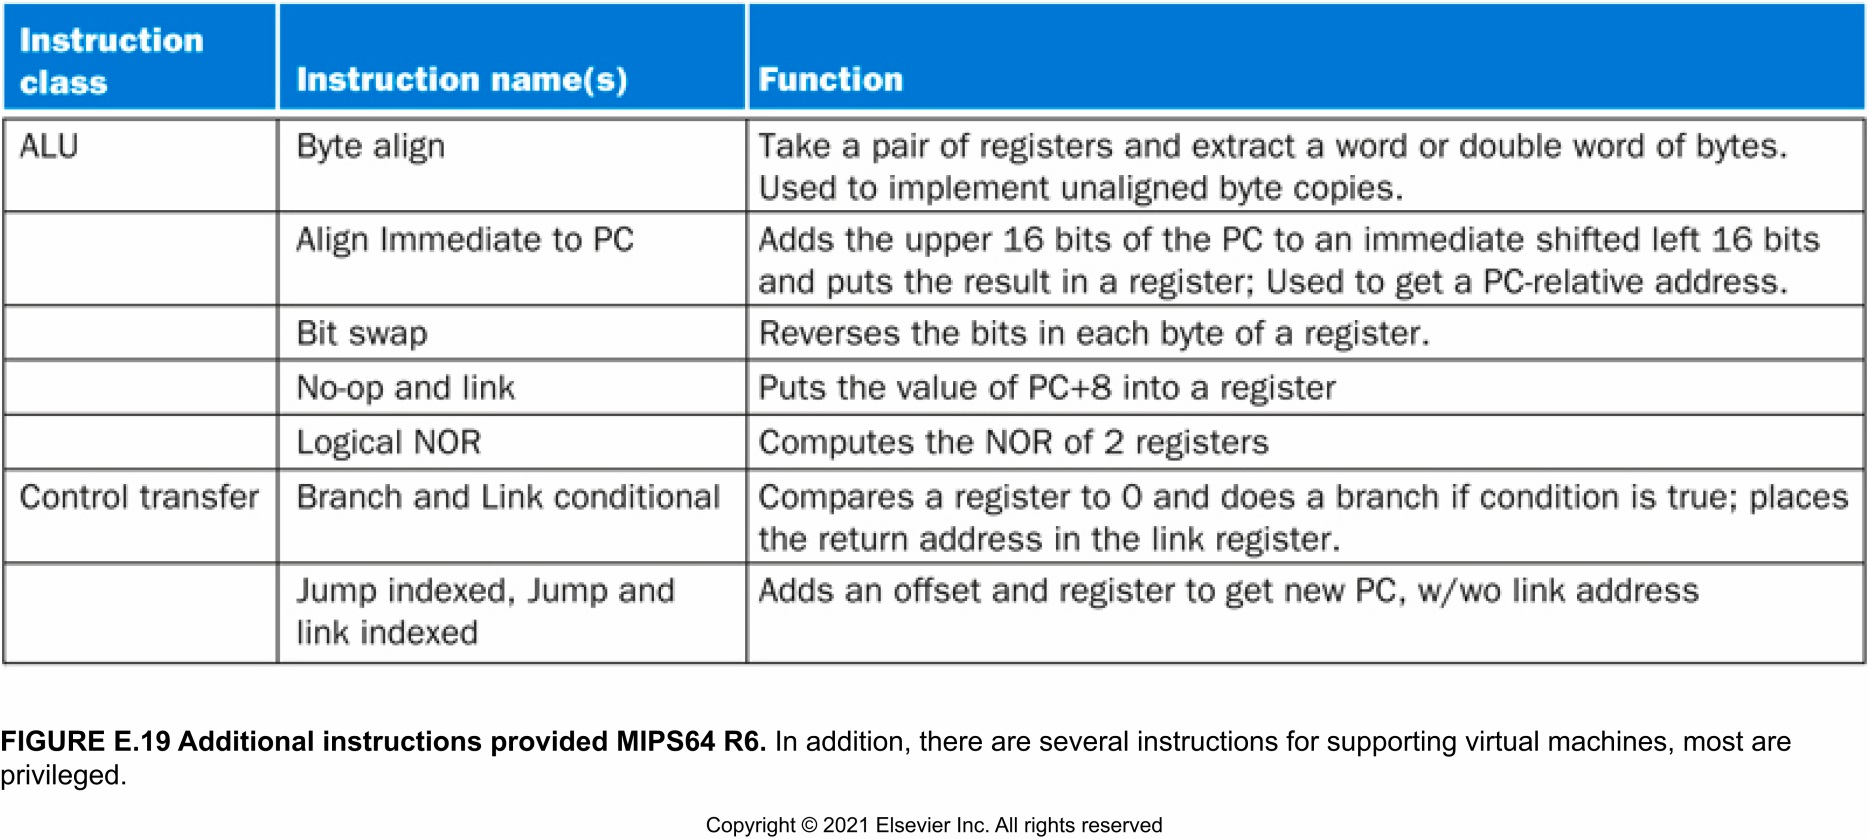 Instruction class
Instruction name(s)
Function
ALU
Byte align
Take a pair of registers and extract a word or double word of bytes.
Used to implement unaligned byte copies.
Align Immediate to PC
Adds the upper 16 bits of the PC to an immediate shifted left 16 bits
and puts the result in a register; Used to get a PC-relative address.
Bit swap
Reverses the bits in each byte of a register.
No-op and link
Puts the value of PC+8 into a register
Logical NOR
Computes the NOR of 2 registers
Control transfer
Branch and Link conditional
Compares a register to 0 and does a branch if condition is true; places
the return address in the link register.
Jump indexed, Jump and
link indexed
Adds an offset and register to get new PC, w/wo link address
FIGURE E.19 Additional instructions provided MIPS64 R6. In addition, there are several instructions for supporting virtual machines, most are
privileged.
Copyright © 2021 Elsevier Inc. All rights reserved